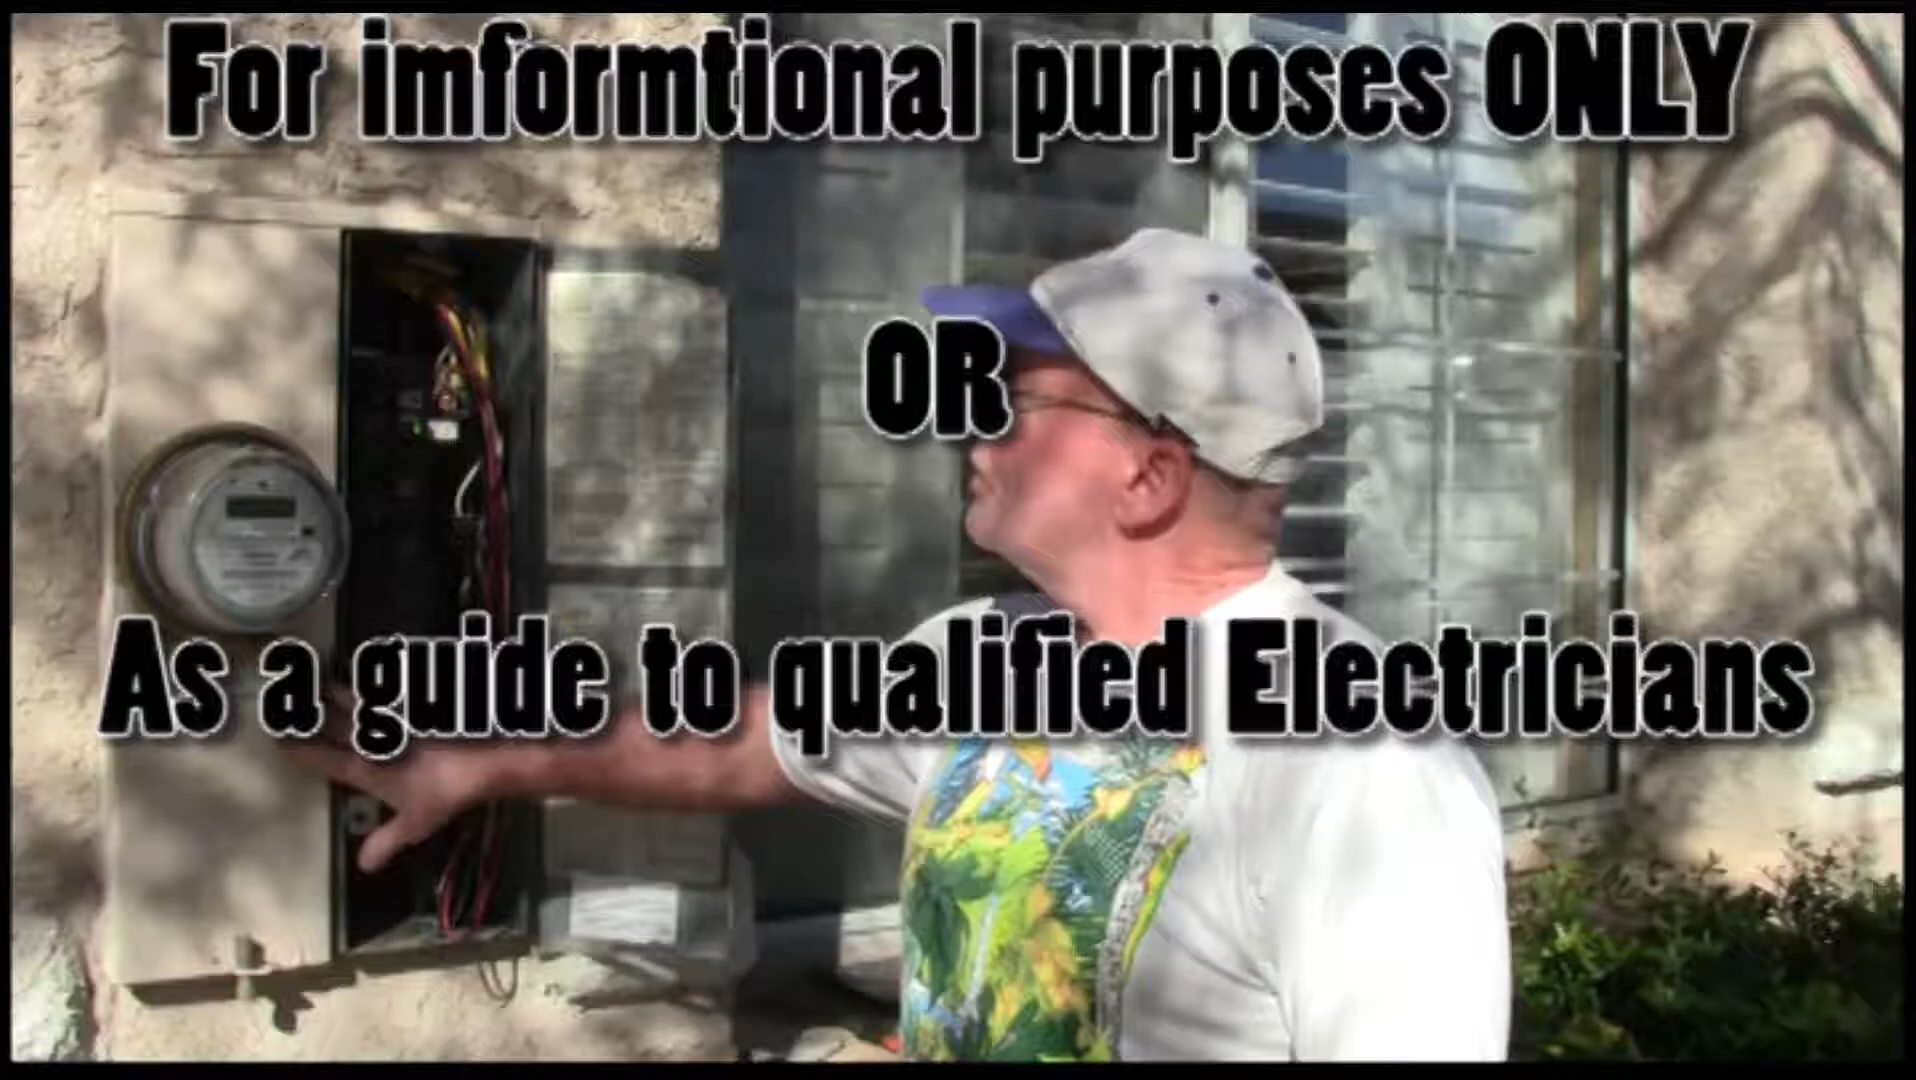 For imformtional purposes ONLY
OR
As a guide to qualified Electricians